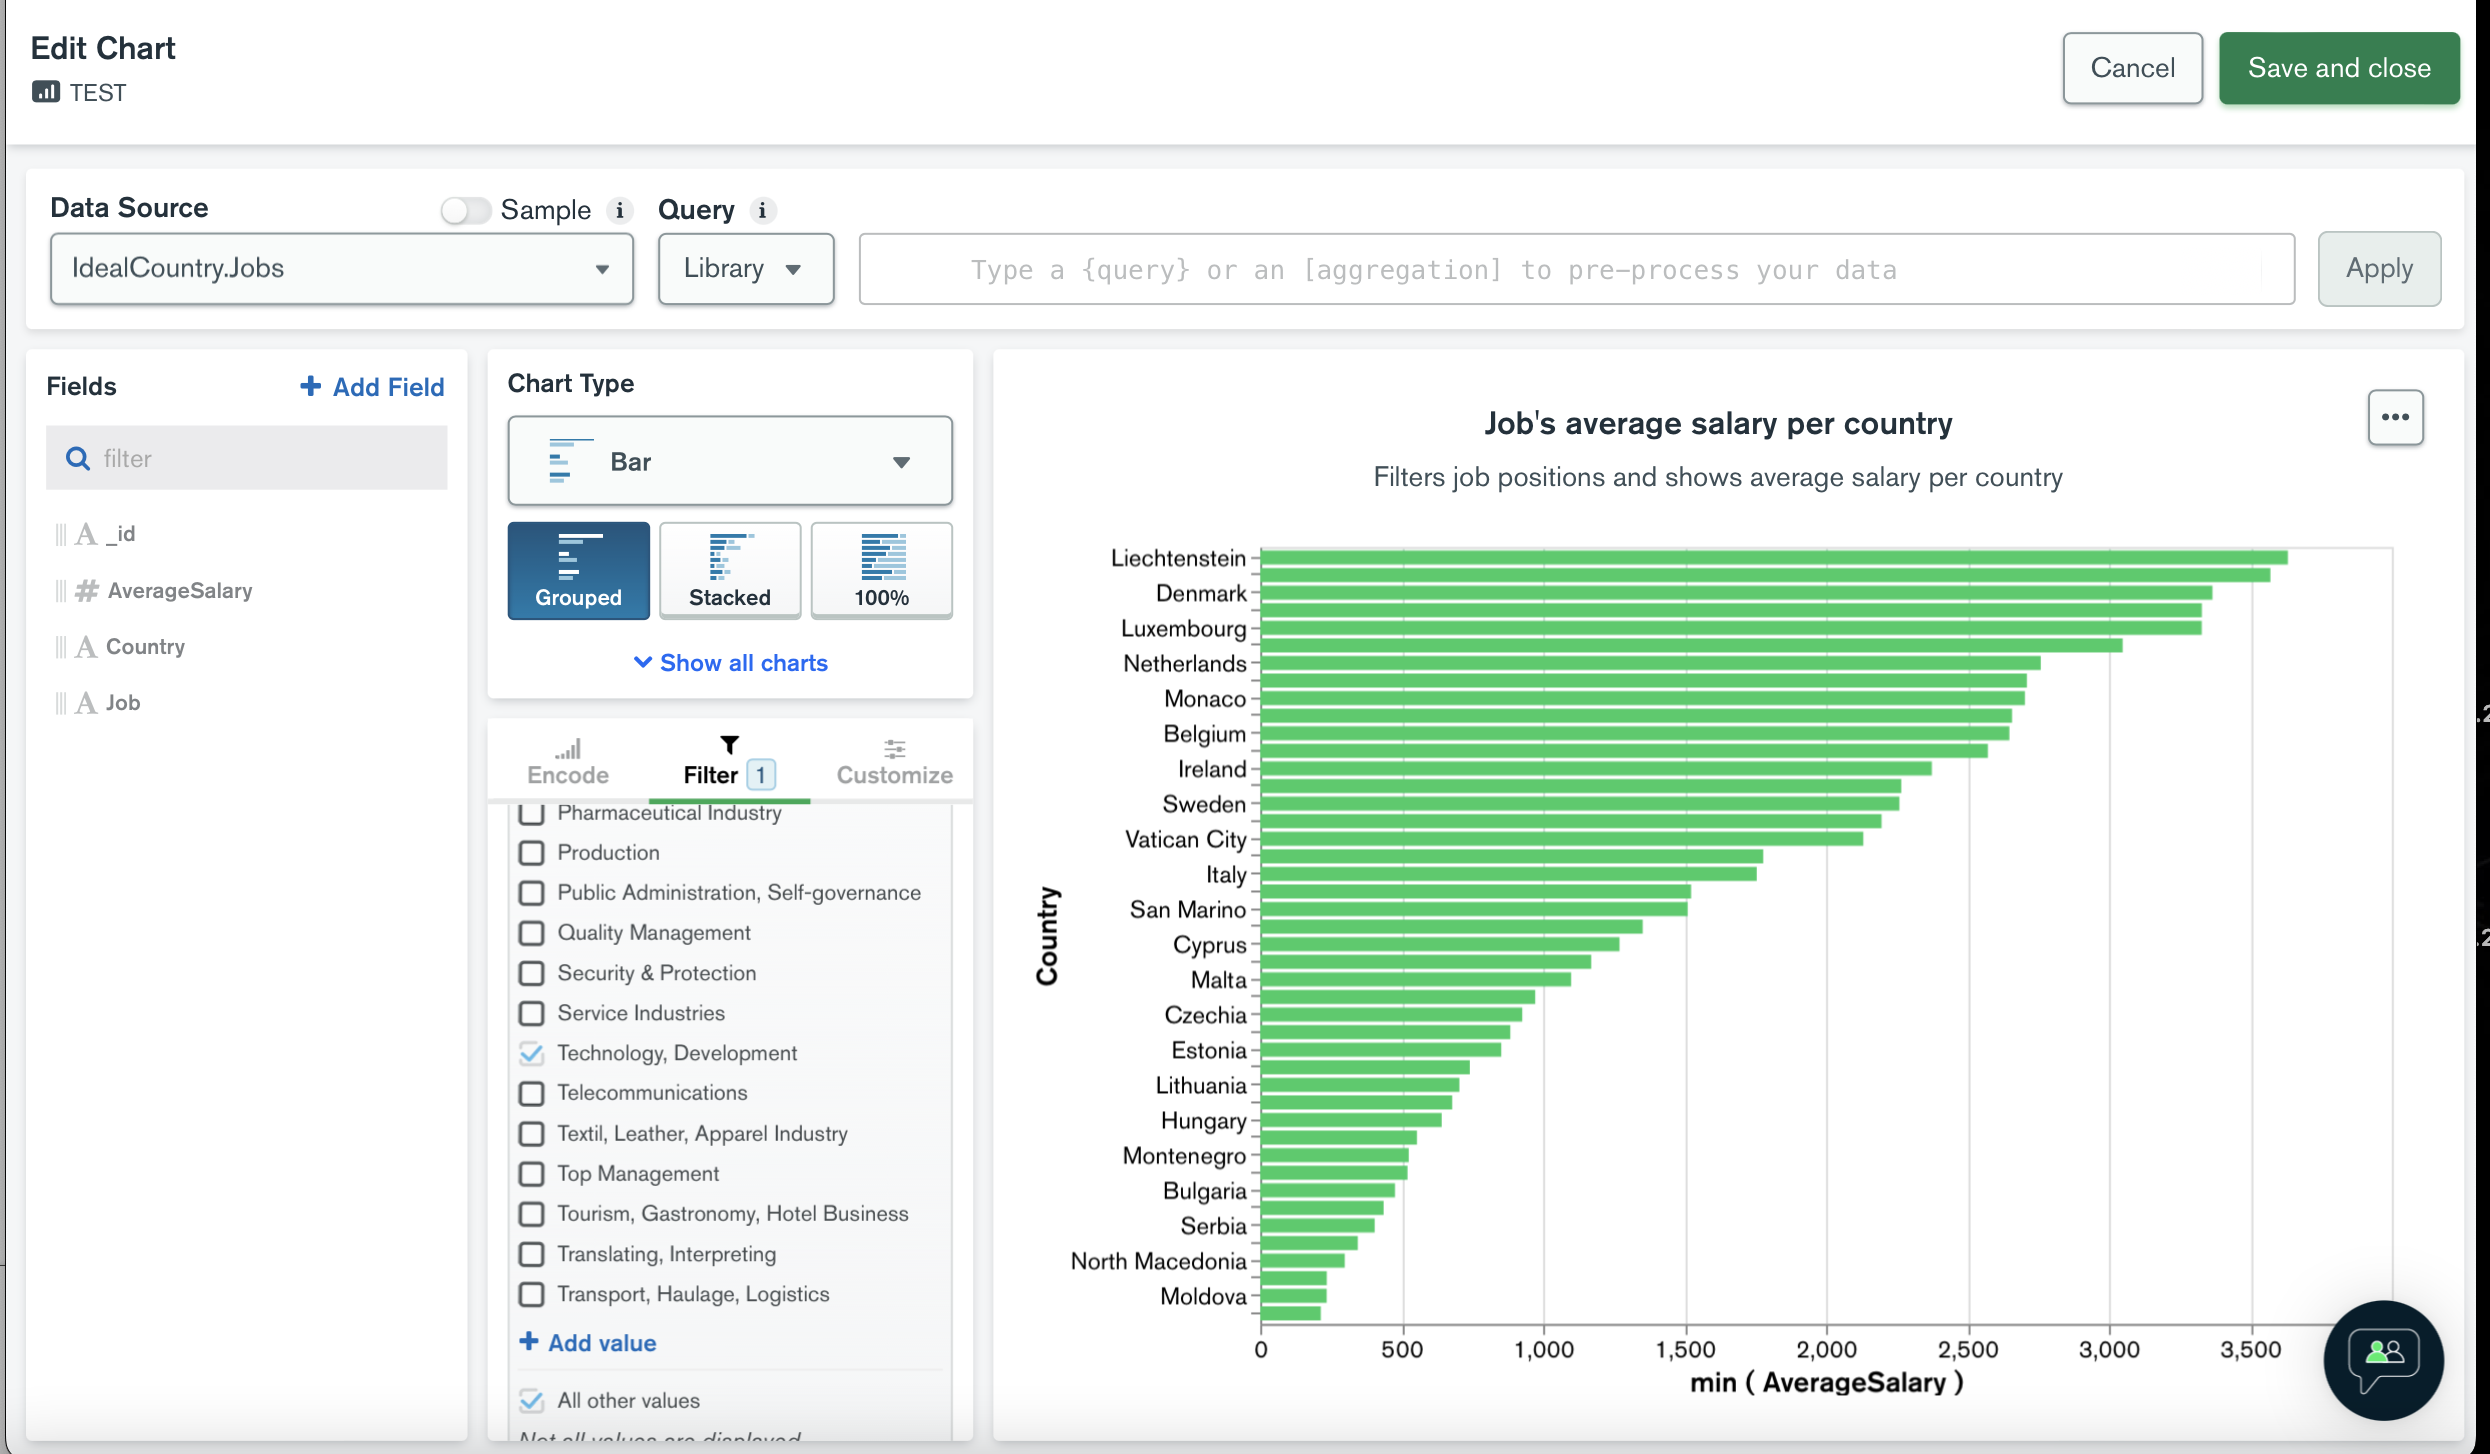 Edit Chart
TEST
Cancel
Save and close
Data Source
Sample
i
Query
i
IdealCountry.Jobs
Library
Type a {query} or an [aggregation] to pre-process your data
Apply
Fields
+ Add Field
filter
A _id
# AverageSalary
A Country
A Job
Chart Type
Bar
Grouped
Stacked
100%
Show all charts
Encode
Filter 1
Customize
Pharmaceutical Industry
Production
Public Administration, Self-governance
Quality Management
Security & Protection
Service Industries
Technology, Development
Telecommunications
Textil, Leather, Apparel Industry
Top Management
Tourism, Gastronomy, Hotel Business
Translating, Interpreting
Transport, Haulage, Logistics
+ Add value
All other values
Not all values are displayed
Job's average salary per country
Filters job positions and shows average salary per country
...
Country
Liechtenstein
Denmark
Luxembourg
Netherlands
Monaco
Belgium
Ireland
Sweden
Vatican City
Italy
San Marino
Cyprus
Malta
Czechia
Estonia
Lithuania
Hungary
Montenegro
Bulgaria
Serbia
North Macedonia
Moldova
0 500 1,000 1,500 2,000 2,500 3,000 3,500
min ( AverageSalary )